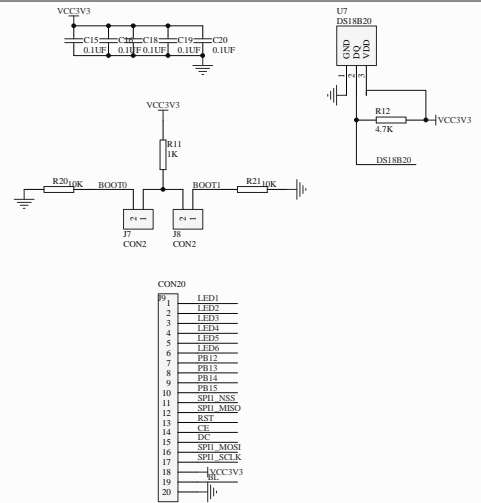 VCC3V3
C15 C16 C18 C19 C20
0.1UF 0.1UF 0.1UF 0.1UF 0.1UF
U7
DS18B20
GND
DQ
VDD
1 2 3
R12
4.7K
VCC3V3
DS18B20
VCC3V3
R11
1K
R20 10K BOOT0
BOOT1 R21 10K
2 1
2 1
J7
CON2
J8
CON2
CON20
J9
1 LED1
2 LED2
3 LED3
4 LED4
5 LED5
6 LED6
7 PB12
8 PB13
9 PB14
10 PB15
11 SPI1_NSS
12 SPI1_MISO
13 RST
14 CE
15 DC
16 SPI1_MOSI
17 SPI1_SCLK
18 VCC3V3
19 BL
20